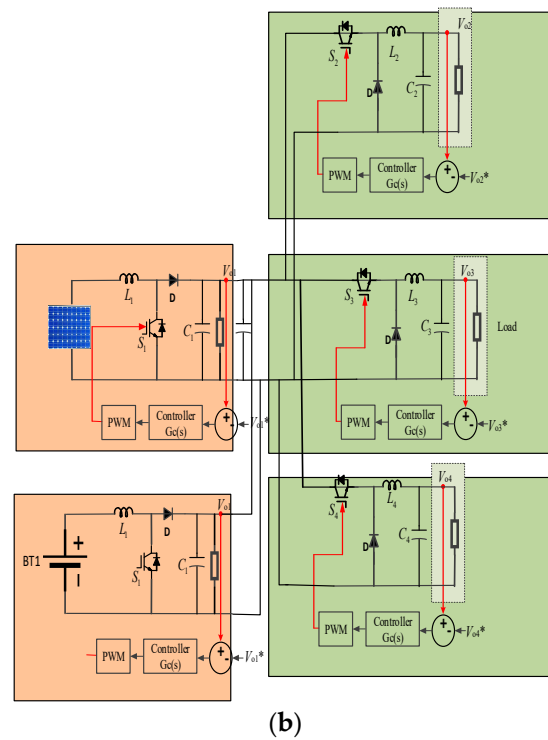 Vo2
S2
L2
D
C2
PWM
Controller
Gc(s)
+
-
Vo2*
L1
D
Vo1
S1
C1
PWM
Controller
Gc(s)
+
-
Vo1*
S3
L3
Vo3
D
C3
Load
PWM
Controller
Gc(s)
+
-
Vo3*
BT1
+
L1
D
Vo1
S1
C1
PWM
Controller
Gc(s)
+
-
Vo1*
S4
L4
Vo4
D
C4
PWM
Controller
Gc(s)
+
-
Vo4*
(b)